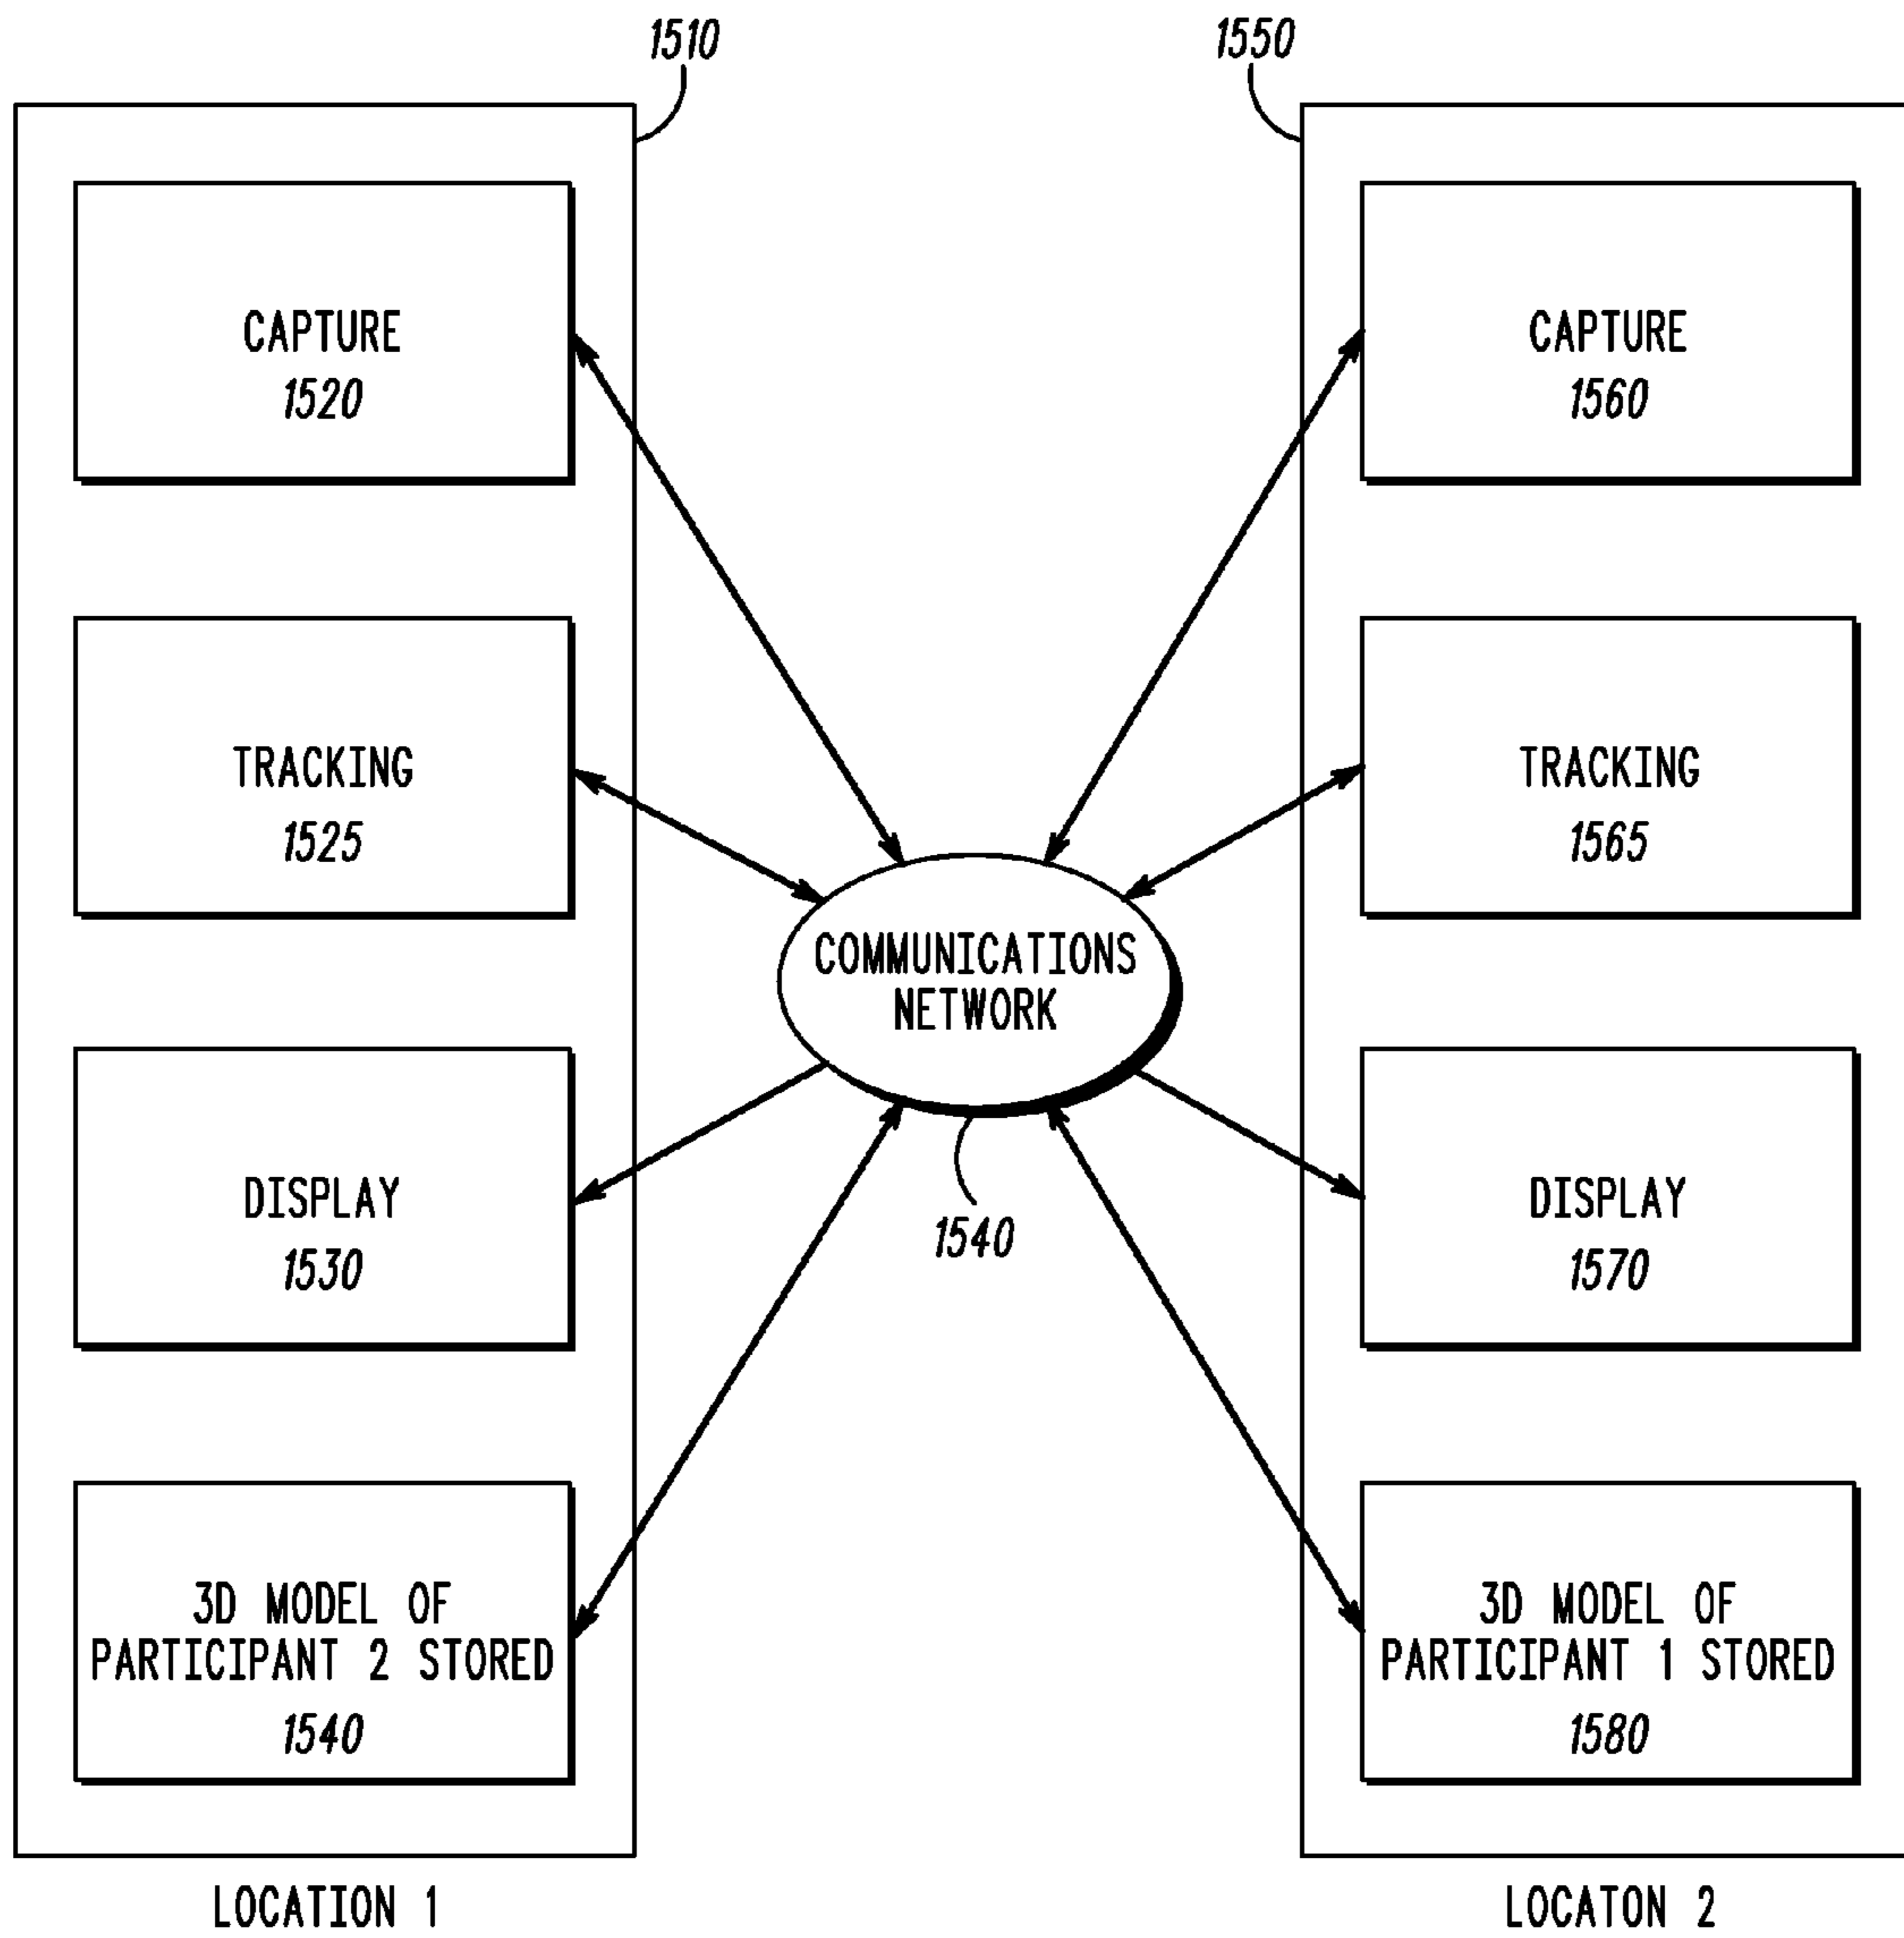 1510
1550
CAPTURE
1520
CAPTURE
1560
TRACKING
1525
TRACKING
1565
COMMUNICATIONS
NETWORK
1540
DISPLAY
1530
DISPLAY
1570
3D MODEL OF
PARTICIPANT 2 STORED
1540
3D MODEL OF
PARTICIPANT 1 STORED
1580
LOCATION 1
LOCATON 2